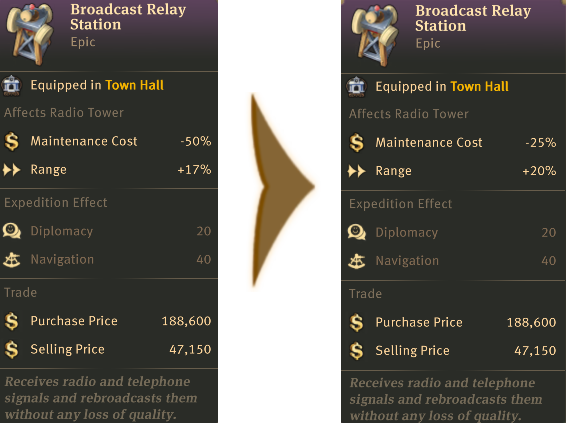 Broadcast Relay
Station
Epic
Equipped in Town Hall
Affects Radio Tower
Maintenance Cost -50%
Range +17%
Expedition Effect
Diplomacy 20
Navigation 40
Trade
Purchase Price 188,600
Selling Price 47,150
Receives radio and telephone
signals and rebroadcasts them
without any loss of quality.
Broadcast Relay
Station
Epic
Equipped in Town Hall
Affects Radio Tower
Maintenance Cost -25%
Range +20%
Expedition Effect
Diplomacy 20
Navigation 40
Trade
Purchase Price 188,600
Selling Price 47,150
Receives radio and telephone
signals and rebroadcasts them
without any loss of quality.